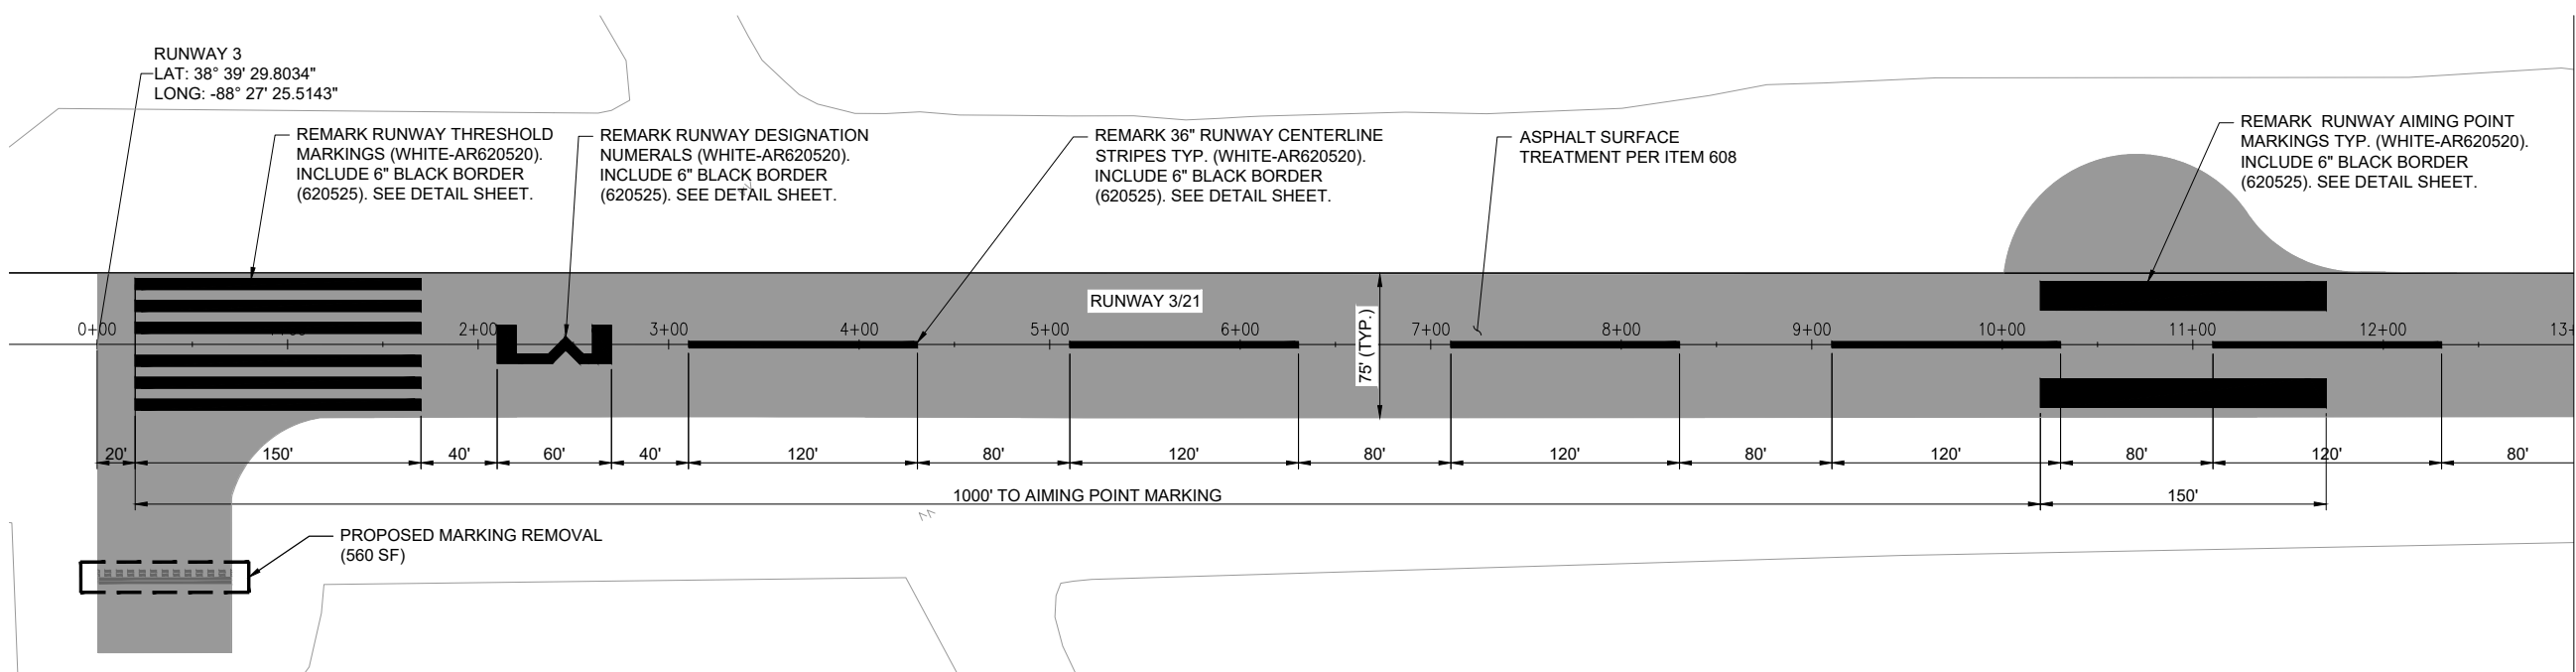 RUNWAY 3
LAT: 38° 39' 29.8034"
LONG: -88° 27' 25.5143"
REMARK RUNWAY THRESHOLD
MARKINGS (WHITE-AR620520).
INCLUDE 6" BLACK BORDER
(620525). SEE DETAIL SHEET.
REMARK RUNWAY DESIGNATION
NUMERALS (WHITE-AR620520).
INCLUDE 6" BLACK BORDER
(620525). SEE DETAIL SHEET.
REMARK 36" RUNWAY CENTERLINE
STRIPES TYP. (WHITE-AR620520).
INCLUDE 6" BLACK BORDER
(620525). SEE DETAIL SHEET.
ASPHALT SURFACE
TREATMENT PER ITEM 608
REMARK RUNWAY AIMING POINT
MARKINGS TYP. (WHITE-AR620520).
INCLUDE 6" BLACK BORDER
(620525). SEE DETAIL SHEET.
RUNWAY 3/21
75' (TYP.)
0+00 2+00 3+00 4+00 5+00 6+00 7+00 8+00 9+00 10+00 11+00 12+00
20' 150' 40' 60' 40' 120' 80' 120' 80' 120' 80' 120' 80' 120' 80'
1000' TO AIMING POINT MARKING 150'
PROPOSED MARKING REMOVAL
(560 SF)